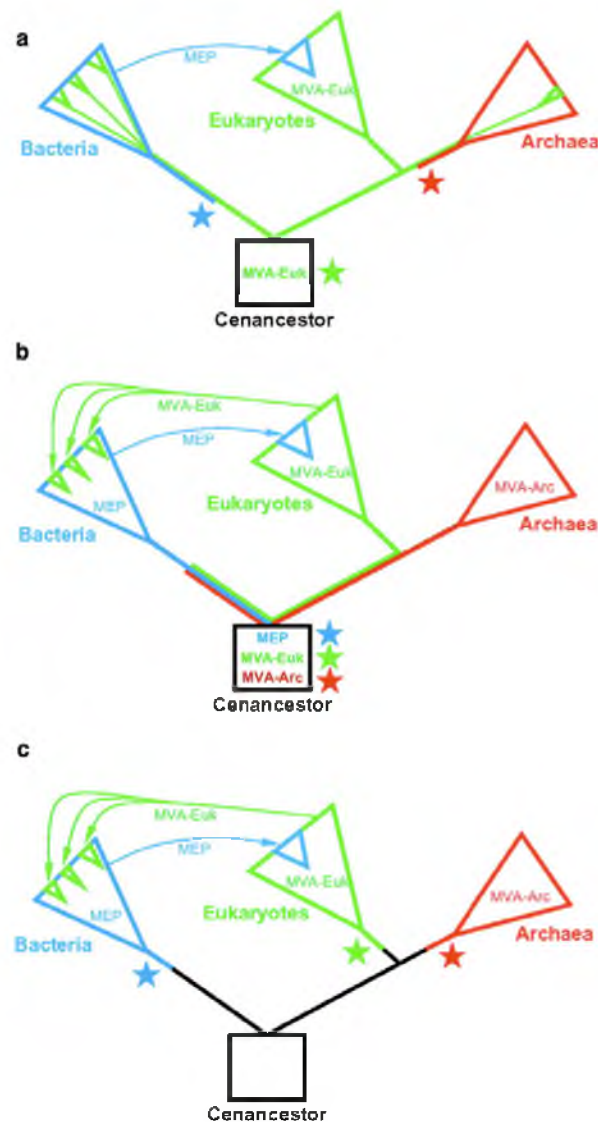 a
MEP
MVA-Euk
Eukaryotes
Bacteria
Archaea
MVA-Euk
Cenancestor
b
MVA-Euk
MEP
MVA-Euk
MVA-Arc
Eukaryotes
MEP
Bacteria
Archaea
MEP
MVA-Euk
MVA-Arc
Cenancestor
c
MVA-Euk
MEP
MVA-Euk
MVA-Arc
MEP
Eukaryotes
Bacteria
Archaea
Cenancestor